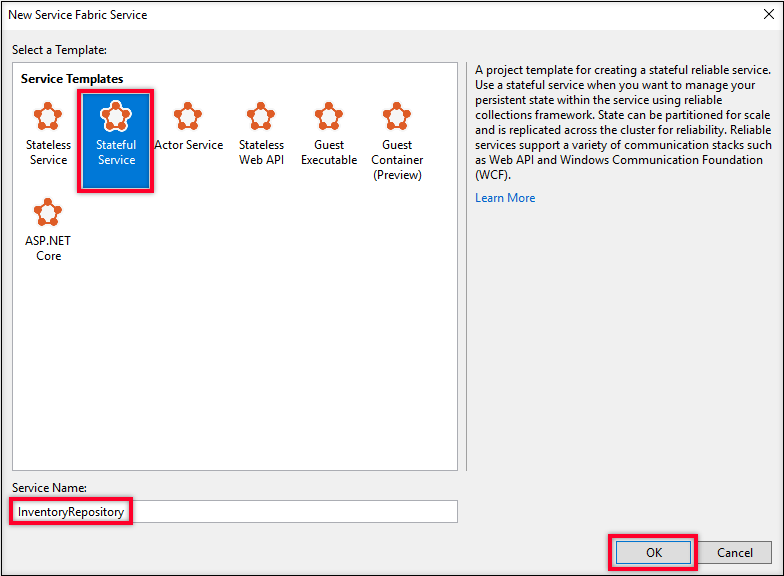 New Service Fabric Service
Select a Template:
Service Templates
Stateless
Service
Stateful
Service
Actor Service
Stateless
Web API
Guest
Executable
Guest
Container
(Preview)
ASP.NET
Core
A project template for creating a stateful reliable service.
Use a stateful service when you want to manage your
persistent state within the service using reliable
collections framework. State can be partitioned for scale
and is replicated across the cluster for reliability. Reliable
services support a variety of communication stacks such
as Web API and Windows Communication Foundation
(WCF).
Learn More
Service Name:
InventoryRepository
OK
Cancel